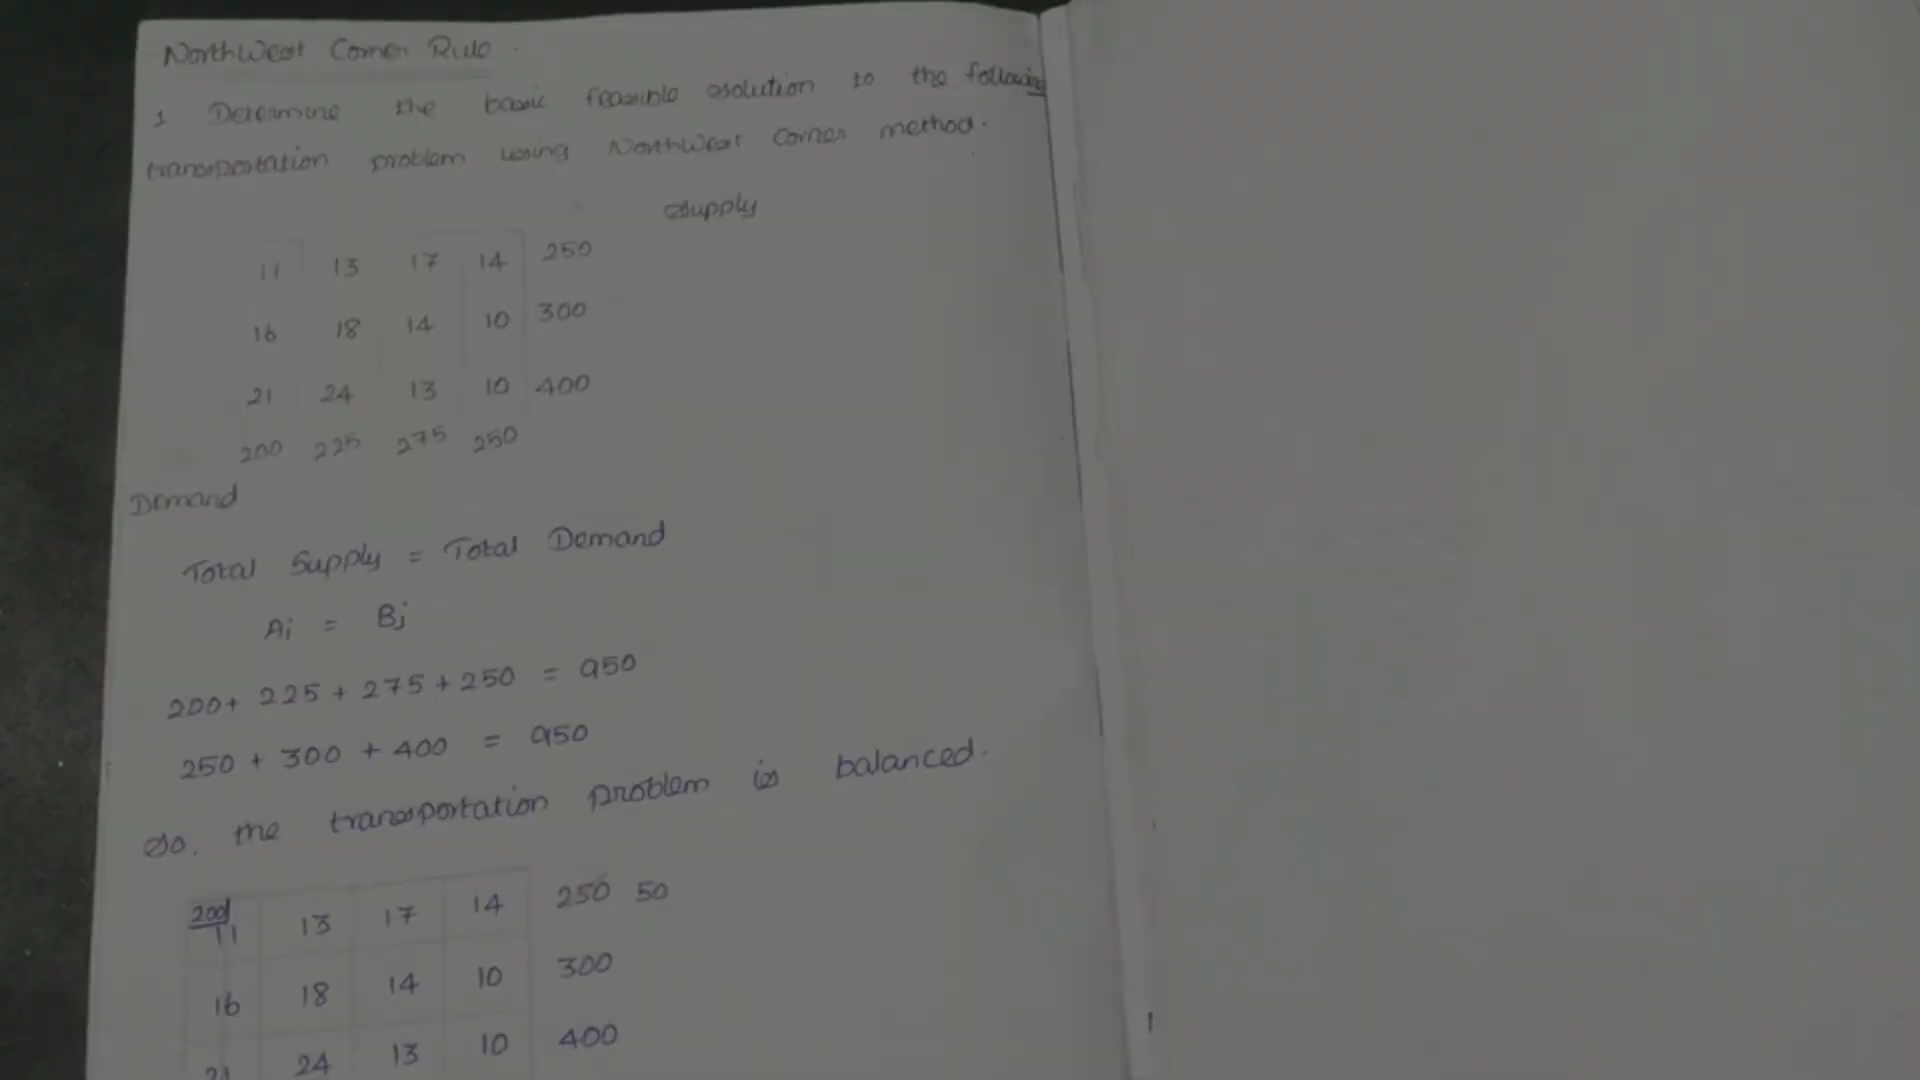 NorthWest Corner Rule.
1 Determine the basic feasible solution to the following
transportation problem using NorthWest Corner method.
Supply
11 13 17 14 250
16 18 14 10 300
21 24 13 10 400
200 225 275 250
Demand
Total Supply = Total Demand
Ai = Bj
200+ 225 + 275 + 250 = 950
250 + 300 + 400 = 950
So. the transportation problem is balanced.
200
11 13 17 14 250 50
16 18 14 10 300
21 24 13 10 400